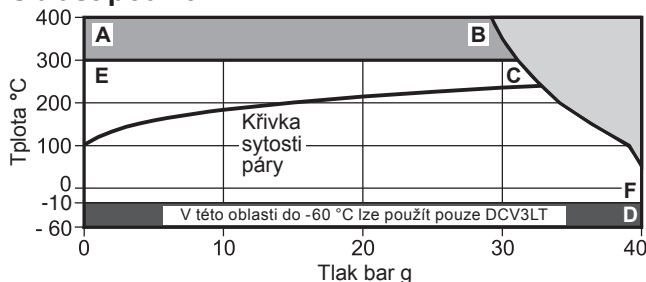 400
A
B
300
E
C
Teplota °C
200
Křivka
sytosti
páry
100
0
F
-10
V této oblasti do -60 °C lze použít pouze DCV3LT
D
- 60
0
10
20
30
40
Tlak bar g